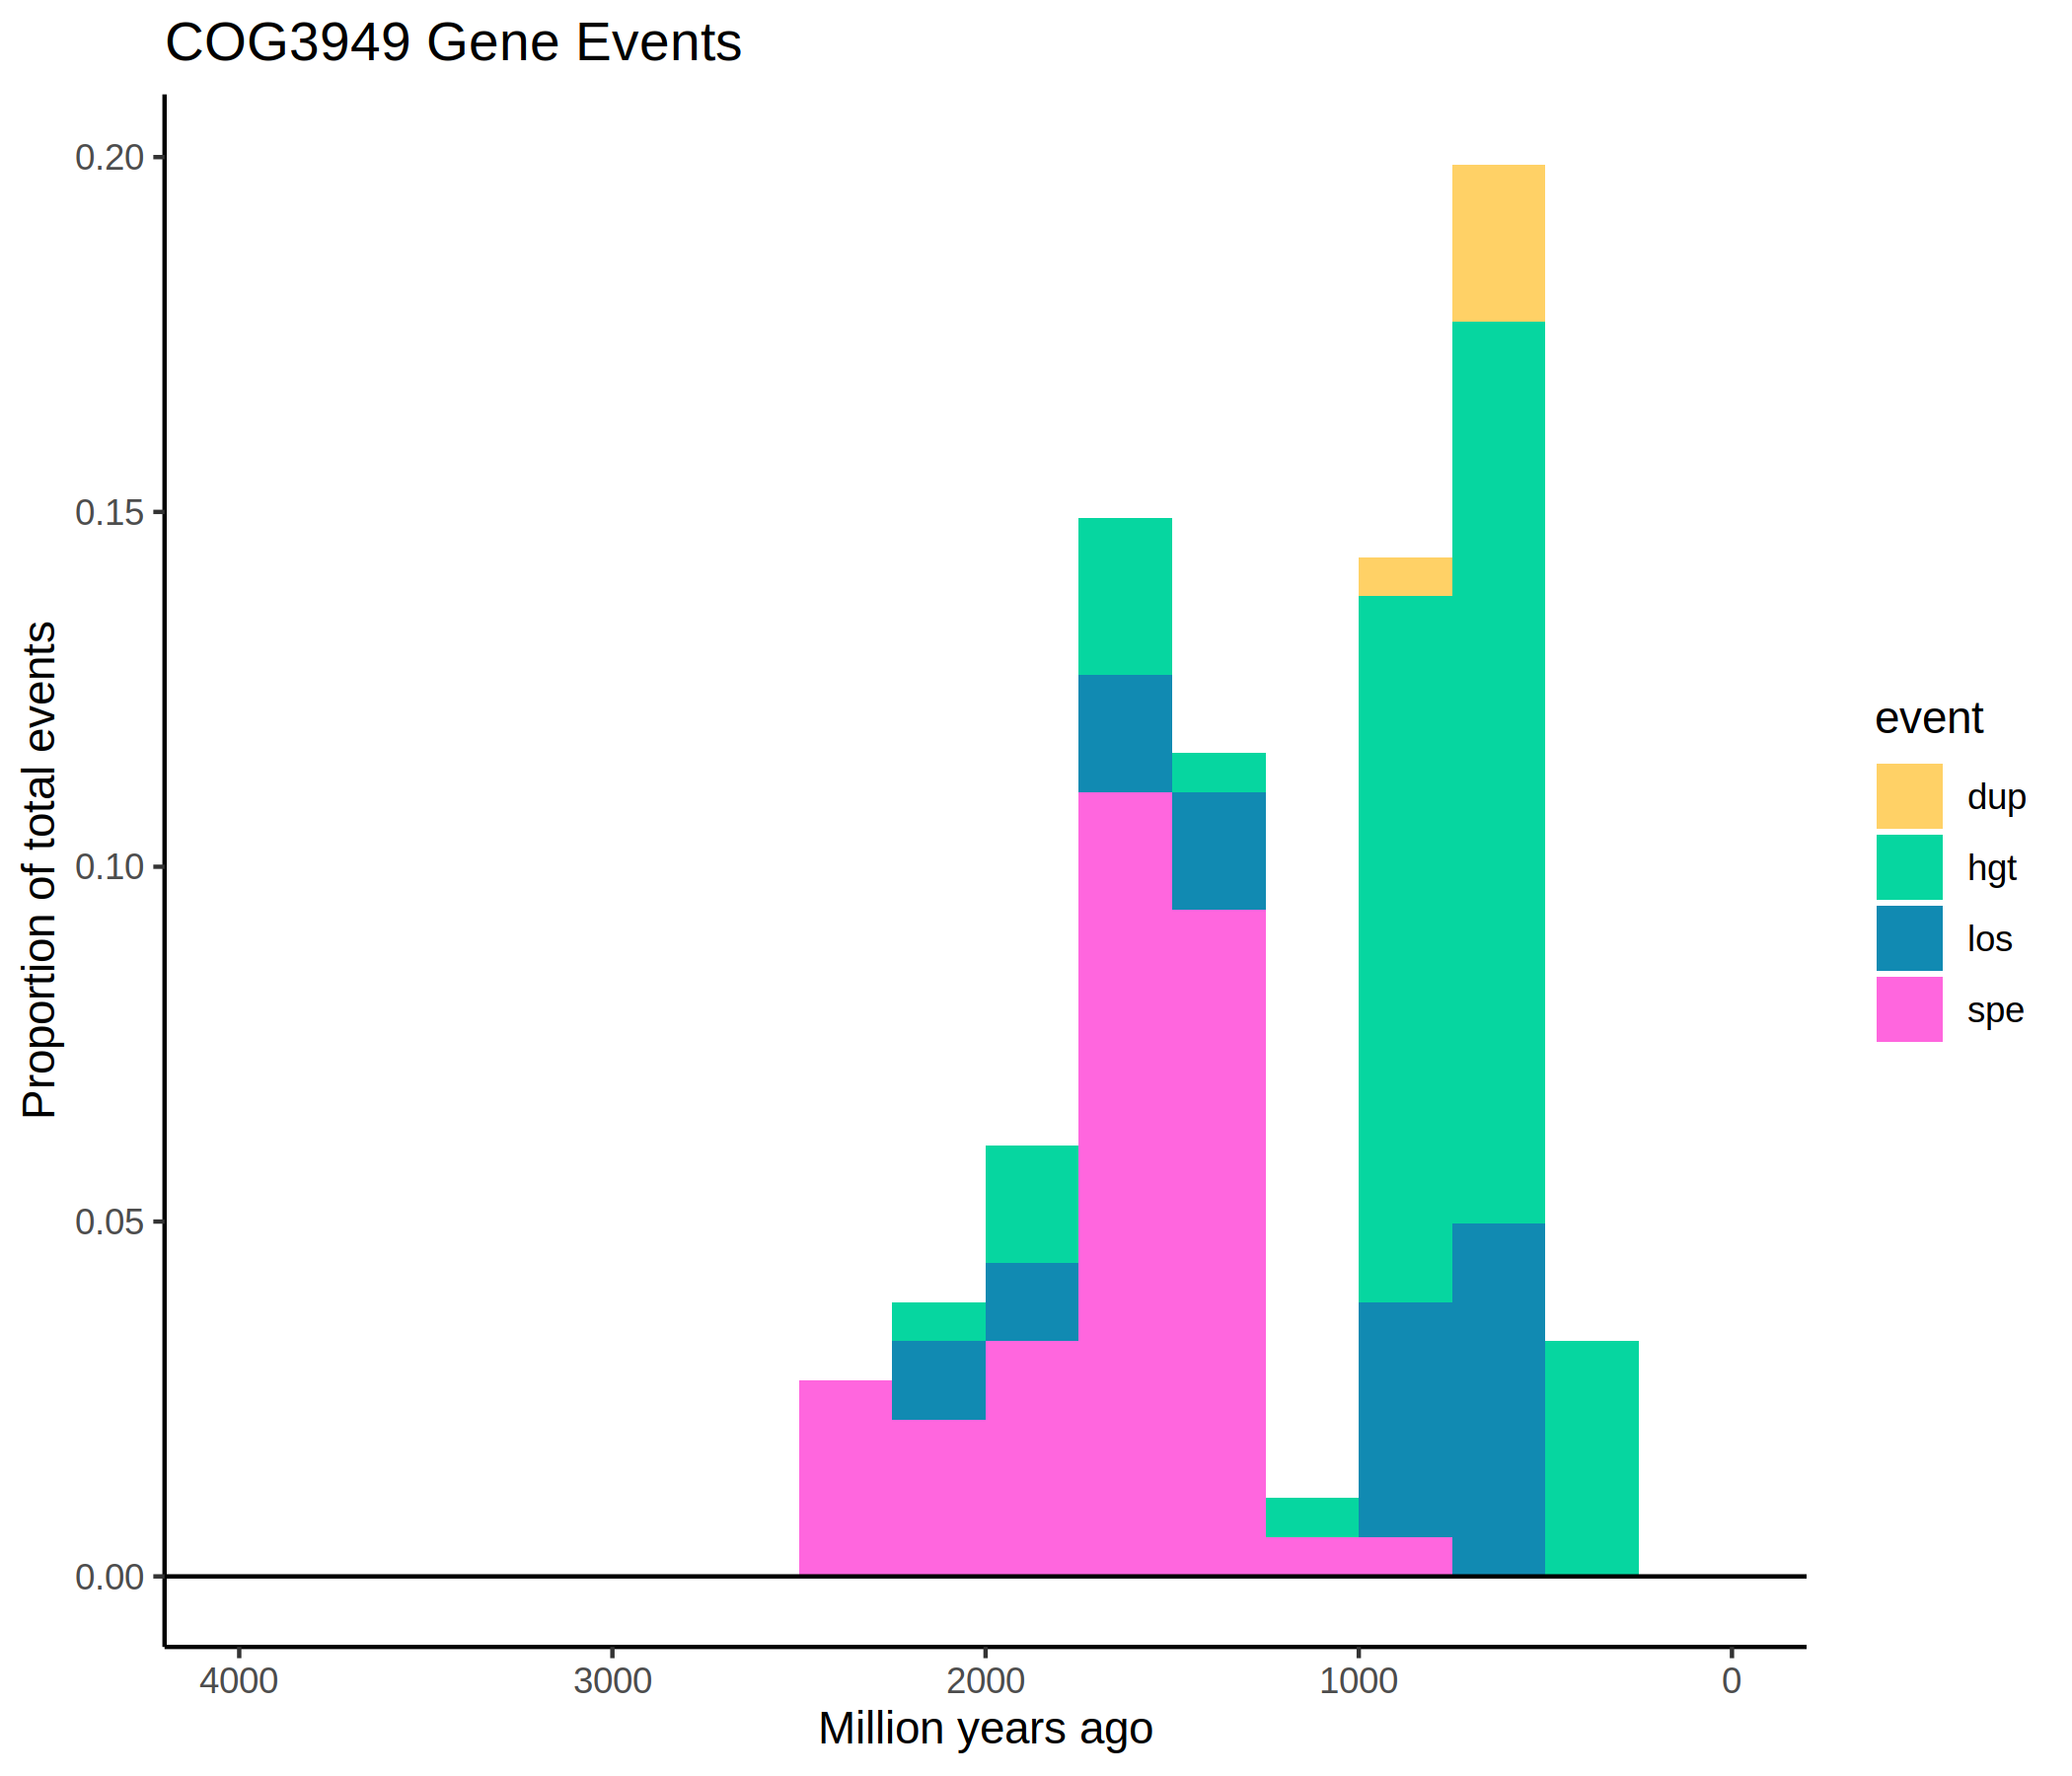 COG3949 Gene Events
0.20
0.15
0.10
0.05
0.00
Proportion of total events
4000 3000 2000 1000 0
Million years ago
event
dup
hgt
los
spe